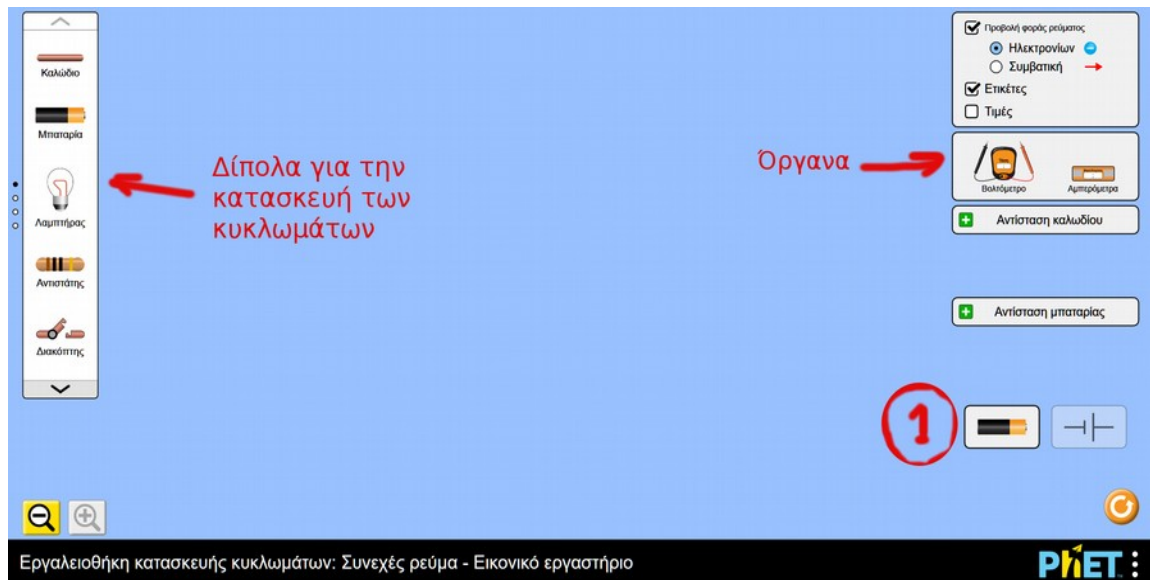 Καλώδιο
Μπαταρία
Λαμπτήρας
Αντιστάτης
Διακόπτης
Δίπολα για την
κατασκευή των
κυκλωμάτων
Όργανα
Προβολή φοράς ρεύματος
Ηλεκτρονίων
Συμβατική
Ετικέτες
Τιμές
Βολτόμετρο
Αμπερόμετρα
Αντίσταση καλωδίου
Αντίσταση μπαταρίας
1
Εργαλειοθήκη κατασκευής κυκλωμάτων: Συνεχές ρεύμα - Εικονικό εργαστήριο
PhET